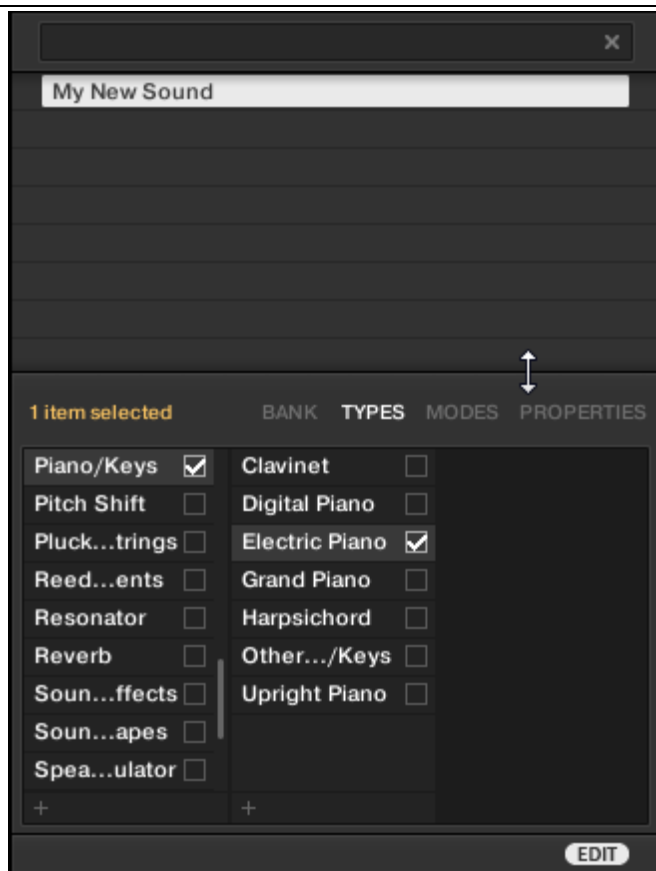 My New Sound
1 item selected BANK TYPES MODES PROPERTIES
Piano/Keys Clavinet
Pitch Shift Digital Piano
Pluck...trings Electric Piano
Reed...ents Grand Piano
Resonator Harpsichord
Reverb Other.../Keys
Soun...ffects Upright Piano
Soun...apes
Spea...ulator
+ +
EDIT